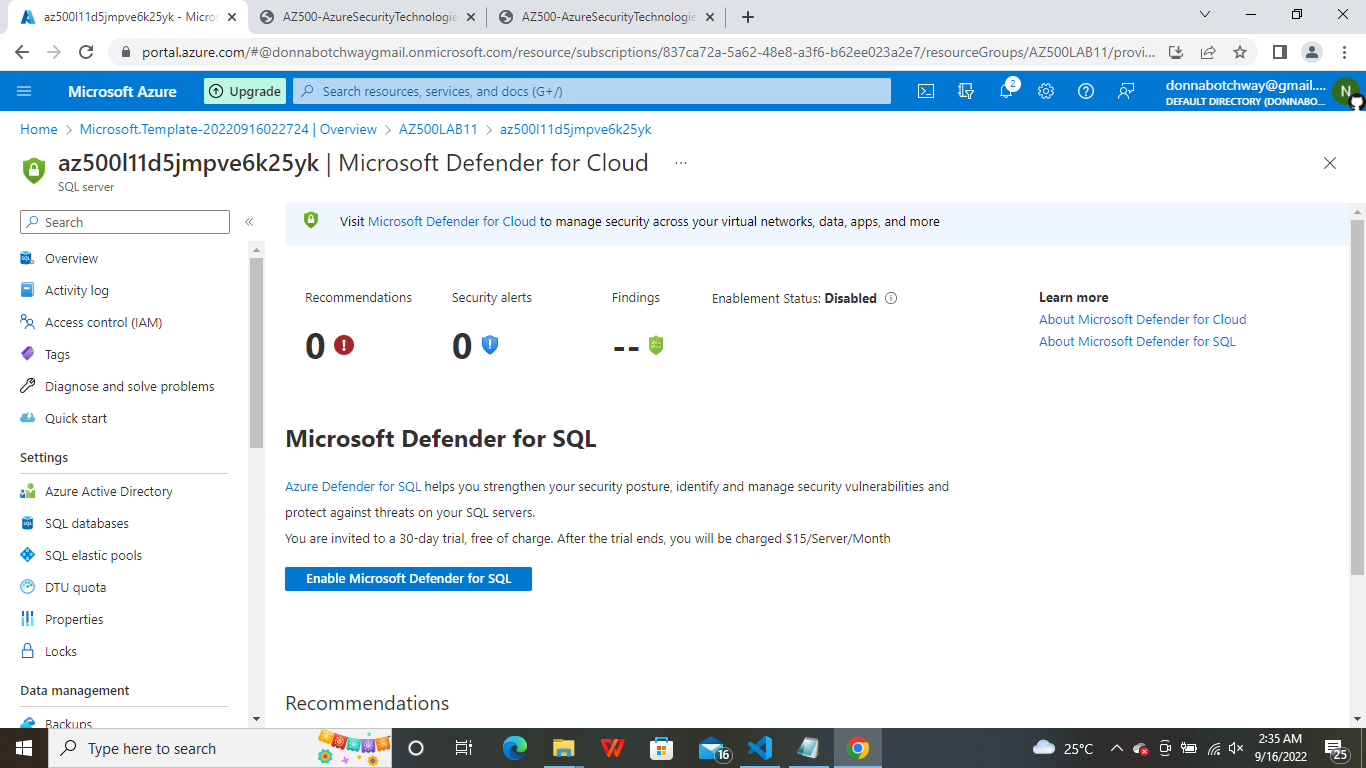 az500l11d5jmpve6k25yk - Micros
AZ500-AzureSecurityTechnologie
AZ500-AzureSecurityTechnologie
portal.azure.com/#@donnabotchwaygmail.onmicrosoft.com/resource/subscriptions/837ca72a-5a62-48e8-a3f6-b62ee023a2e7/resourceGroups/AZ500LAB11/provi...
Microsoft Azure
Upgrade
Search resources, services, and docs (G+/)
2
donnabotchway@gmail....
DEFAULT DIRECTORY (DONNABO...
N
Home > Microsoft.Template-20220916022724 | Overview > AZ500LAB11 > az500l11d5jmpve6k25yk
az500l11d5jmpve6k25yk | Microsoft Defender for Cloud ...
SQL server
Search
Overview
Activity log
Access control (IAM)
Tags
Diagnose and solve problems
Quick start
Settings
Azure Active Directory
SQL databases
SQL elastic pools
DTU quota
Properties
Locks
Data management
Backups
Visit Microsoft Defender for Cloud to manage security across your virtual networks, data, apps, and more
Recommendations
0
Security alerts
0
Findings
--
Enablement Status: Disabled
Learn more
About Microsoft Defender for Cloud
About Microsoft Defender for SQL
Microsoft Defender for SQL
Azure Defender for SQL helps you strengthen your security posture, identify and manage security vulnerabilities and
protect against threats on your SQL servers.
You are invited to a 30-day trial, free of charge. After the trial ends, you will be charged $15/Server/Month
Enable Microsoft Defender for SQL
Recommendations
Type here to search
16
25°C
2:35 AM
9/16/2022
25